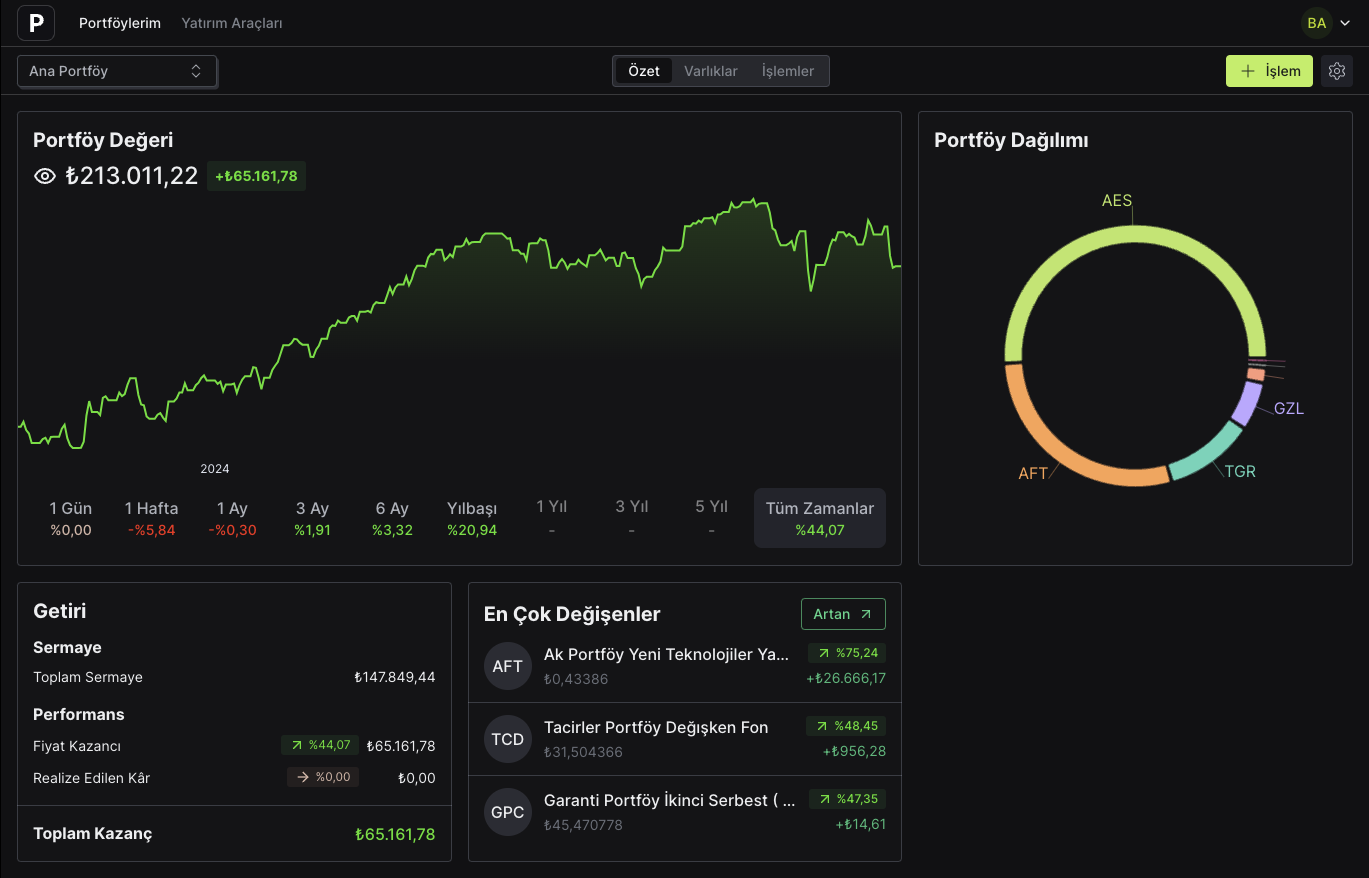 P Portföylerim Yatırım Araçları BA
Ana Portföy Özet Varlıklar İşlemler İşlem
Portföy Değeri
₺213.011,22 +₺65.161,78
2024
1 Gün 1 Hafta 1 Ay 3 Ay 6 Ay Yılbaşı 1 Yıl 3 Yıl 5 Yıl Tüm Zamanlar
%0,00 -%5,84 -%0,30 %1,91 %3,32 %20,94 - - - %44,07
Portföy Dağılımı
AES
GZL
TGR
AFT
Getiri
Sermaye
Toplam Sermaye ₺147.849,44
Performans
Fiyat Kazancı %44,07 ₺65.161,78
Realize Edilen Kâr %0,00 ₺0,00
Toplam Kazanç ₺65.161,78
En Çok Değişenler Artan
AFT Ak Portföy Yeni Teknolojiler Ya... %75,24
₺0,43386 +₺26.666,17
TCD Tacirler Portföy Değışken Fon %48,45
₺31,504366 +₺956,28
GPC Garanti Portföy İkinci Serbest ( ... %47,35
₺45,470778 +₺14,61